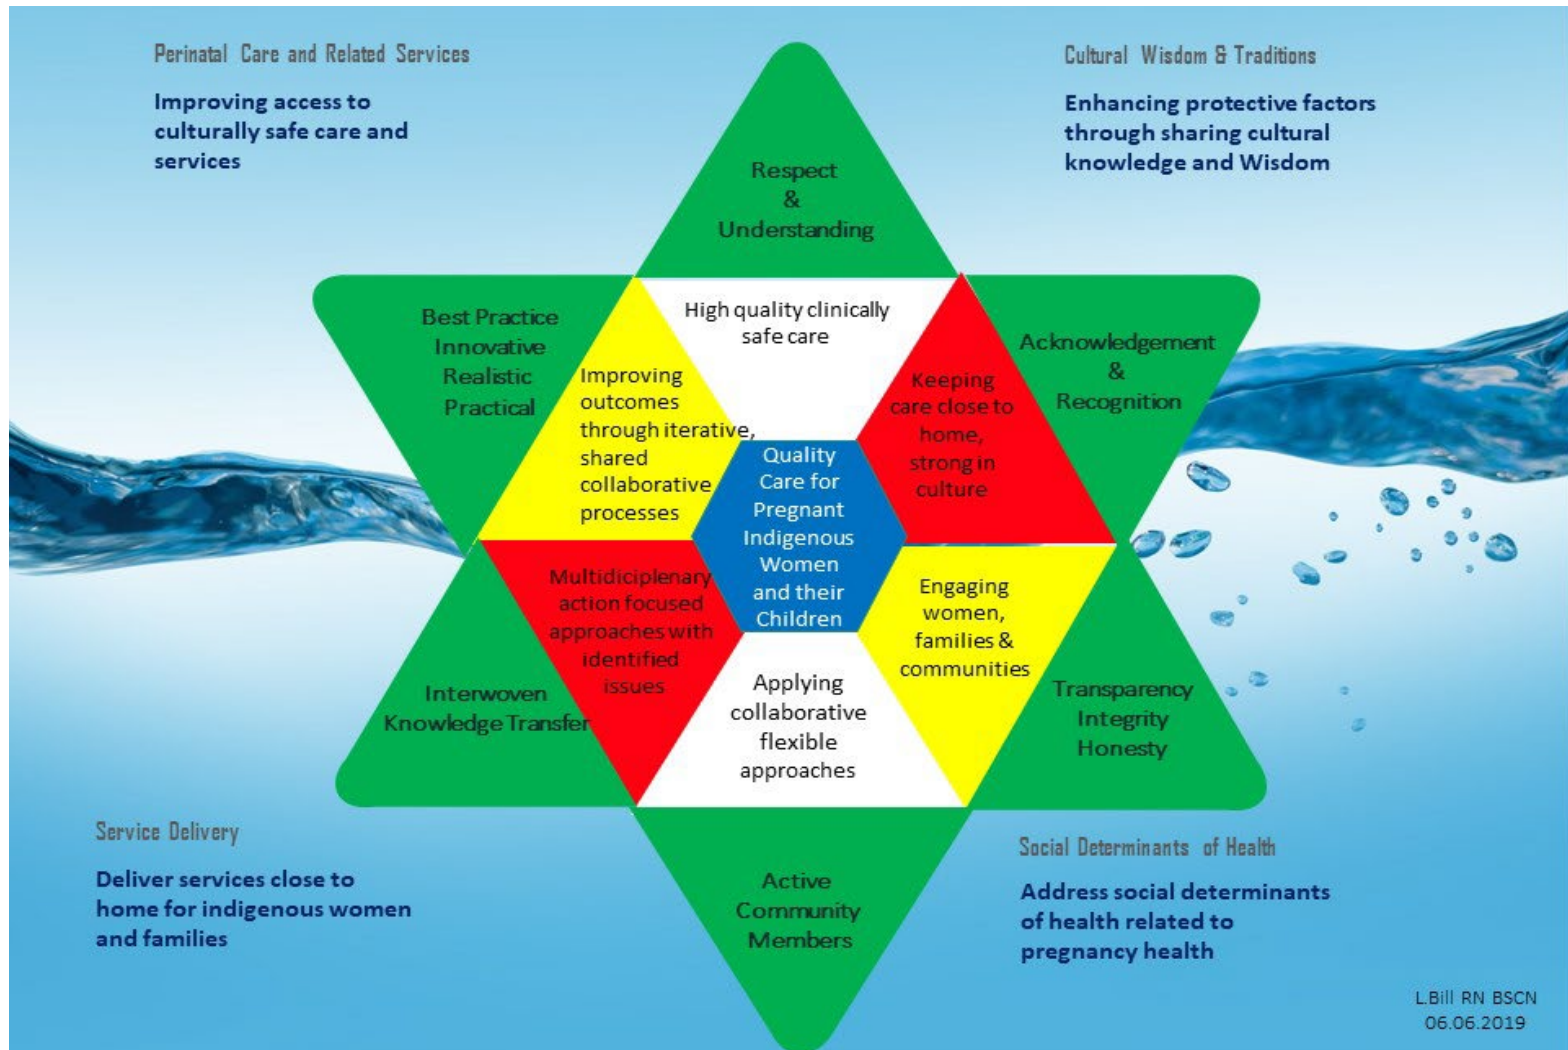 Perinatal Care and Related Services
Improving access to
culturally safe care and
services
Cultural Wisdom & Traditions
Enhancing protective factors
through sharing cultural
knowledge and Wisdom
Respect
&
Understanding
Best Practice
Innovative
Realistic
Practical
High quality clinically
safe care
Acknowledgement
&
Recognition
Improving
outcomes
through iterative,
shared
collaborative
processes
Keeping
care close to
home,
strong in
culture
Quality
Care for
Pregnant
Indigenous
Women
and their
Children
Multidiciplenary
action focused
approaches with
identified
issues
Engaging
women,
families &
communities
Interwoven
Knowledge Transfer
Applying
collaborative
flexible
approaches
Transparency
Integrity
Honesty
Service Delivery
Deliver services close to
home for indigenous women
and families
Active
Community
Members
Social Determinants of Health
Address social determinants
of health related to
pregnancy health
L.Bill RN BSCN
06.06.2019